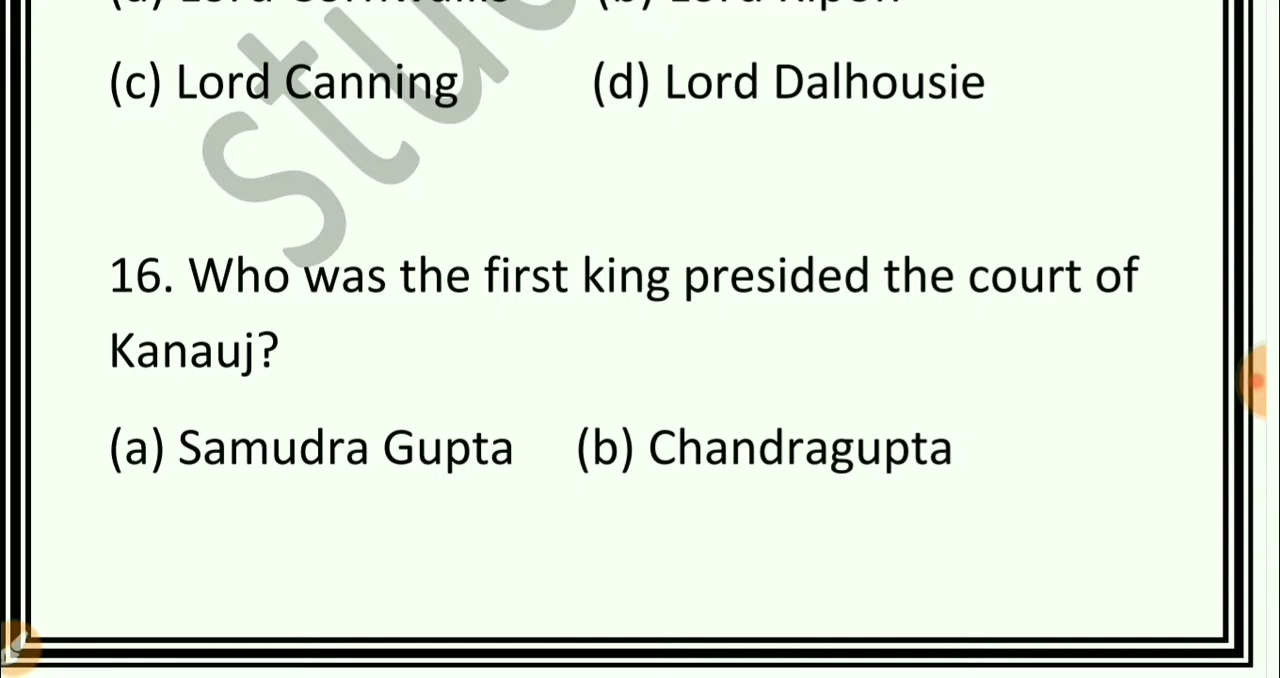 (c) Lord Canning (d) Lord Dalhousie
16. Who was the first king presided the court of
Kanauj?
(a) Samudra Gupta (b) Chandragupta